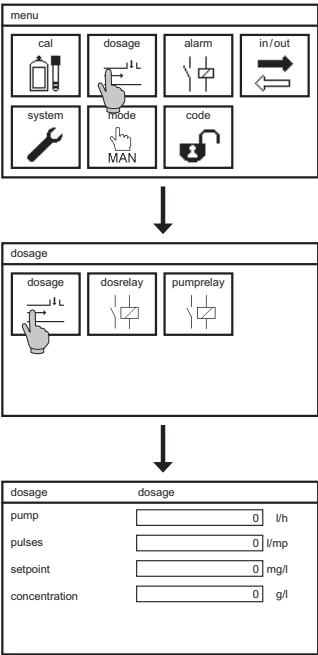 menu
cal dosage alarm in/out
system mode code
MAN
dosage
dosage dosrelay pumprelay
dosage dosage
pump 0 l/h
pulses 0 l/mp
setpoint 0 mg/l
concentration 0 g/l